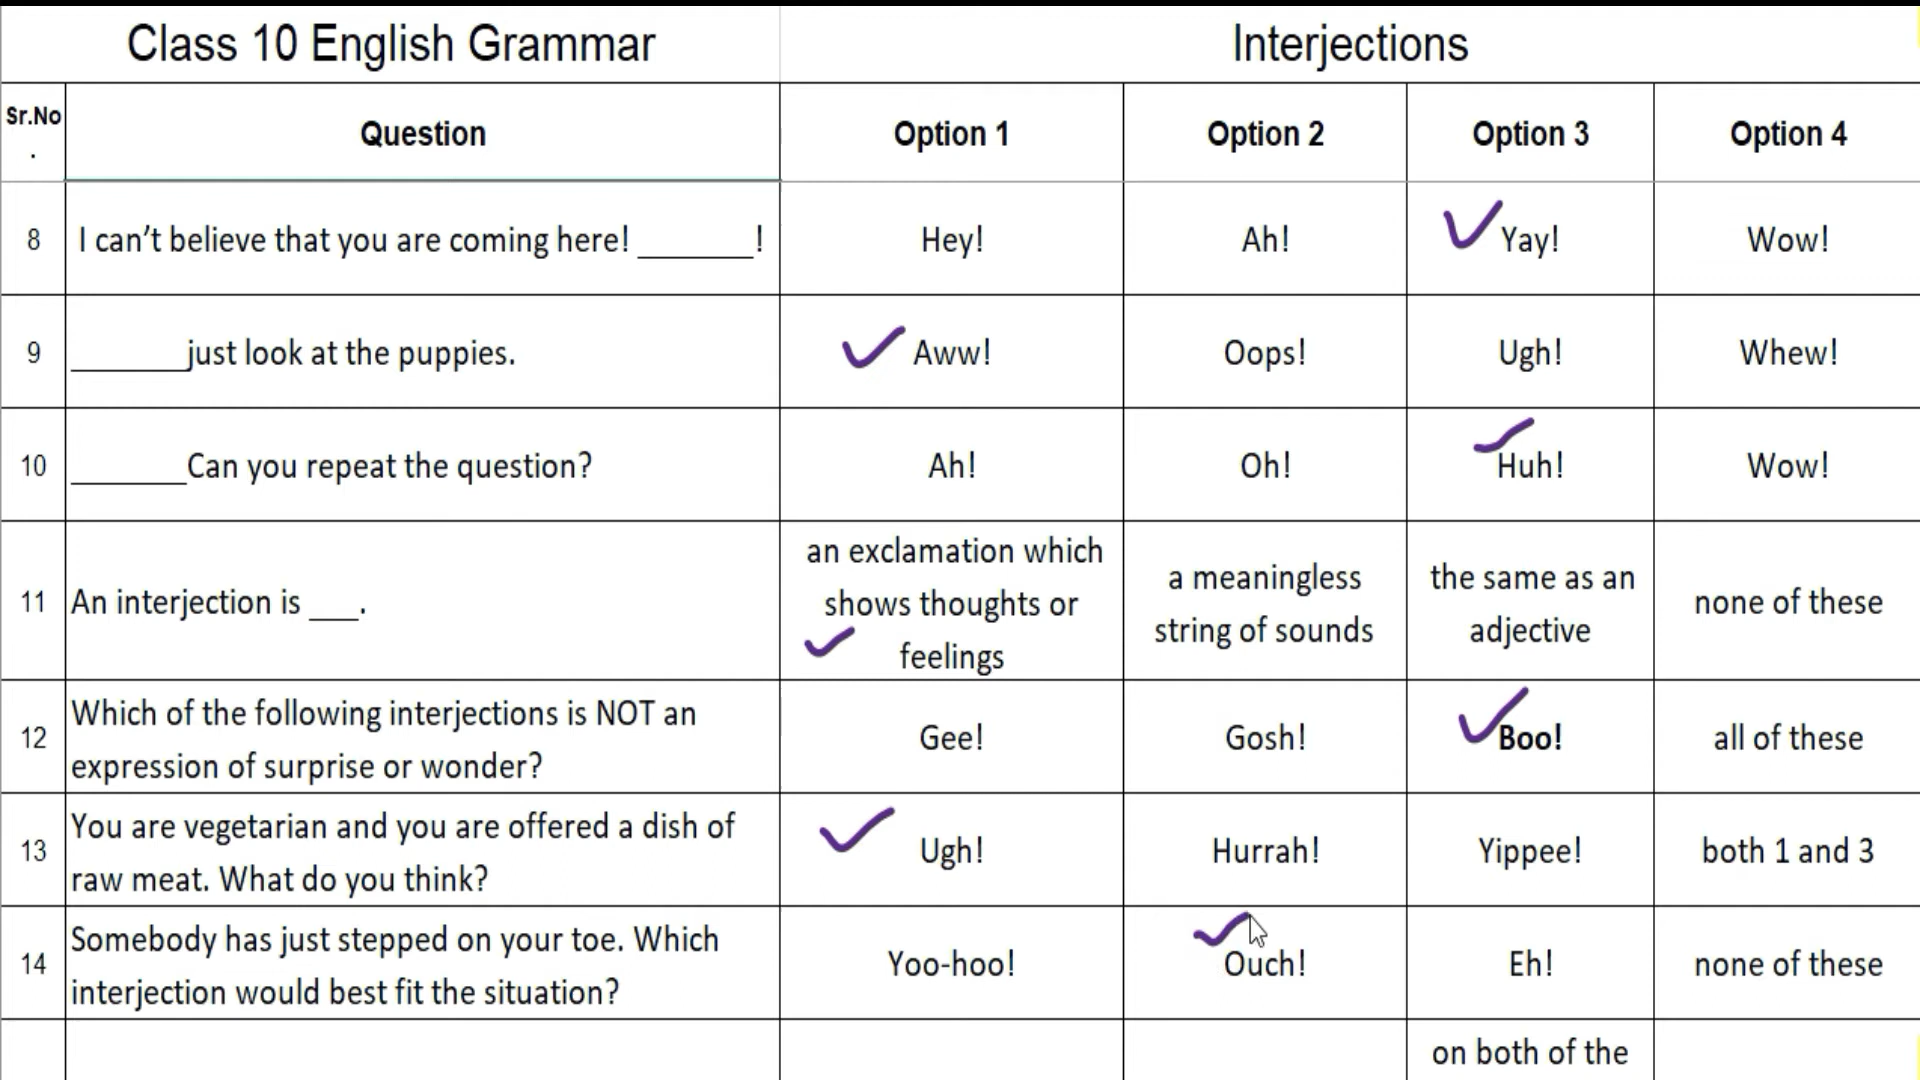 Class 10 English Grammar Interjections
Sr.No
.
Question Option 1 Option 2 Option 3 Option 4
8 I can’t believe that you are coming here! _______! Hey! Ah! Yay! Wow!
9 _______just look at the puppies. Aww! Oops! Ugh! Whew!
10 _______Can you repeat the question? Ah! Oh! Huh! Wow!
11 An interjection is ___.
an exclamation which
shows thoughts or
feelings
a meaningless
string of sounds
the same as an
adjective
none of these
12
Which of the following interjections is NOT an
expression of surprise or wonder?
Gee! Gosh! Boo! all of these
13
You are vegetarian and you are offered a dish of
raw meat. What do you think?
Ugh! Hurrah! Yippee! both 1 and 3
14
Somebody has just stepped on your toe. Which
interjection would best fit the situation?
Yoo-hoo! Ouch! Eh! none of these
on both of the